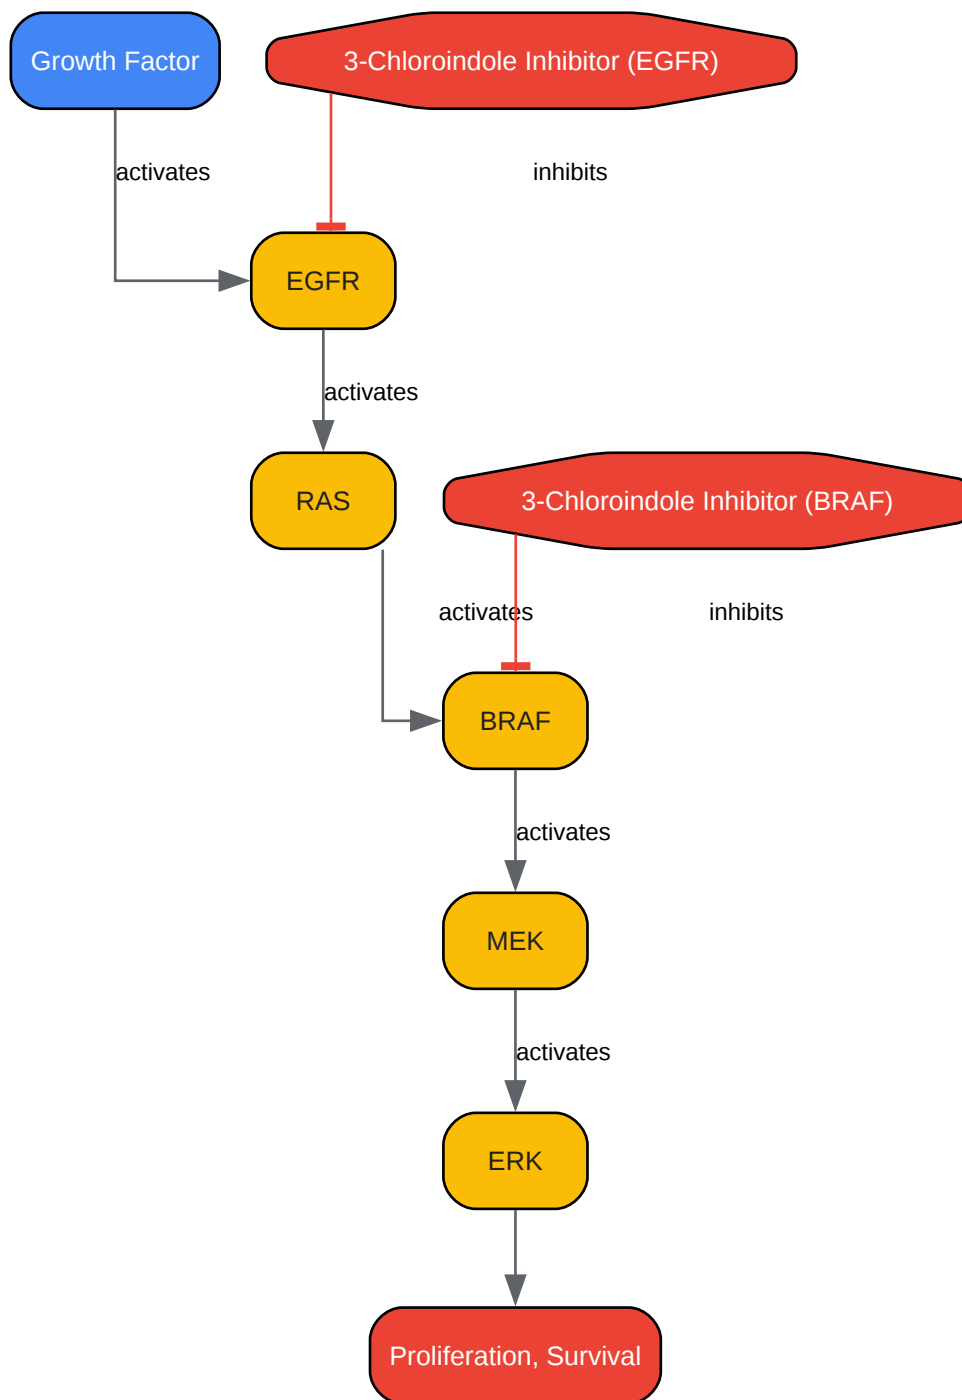 Growth Factor
3-Chloroindole Inhibitor (EGFR)
activates
inhibits
EGFR
activates
RAS
3-Chloroindole Inhibitor (BRAF)
activates
inhibits
BRAF
activates
MEK
activates
ERK
Proliferation, Survival